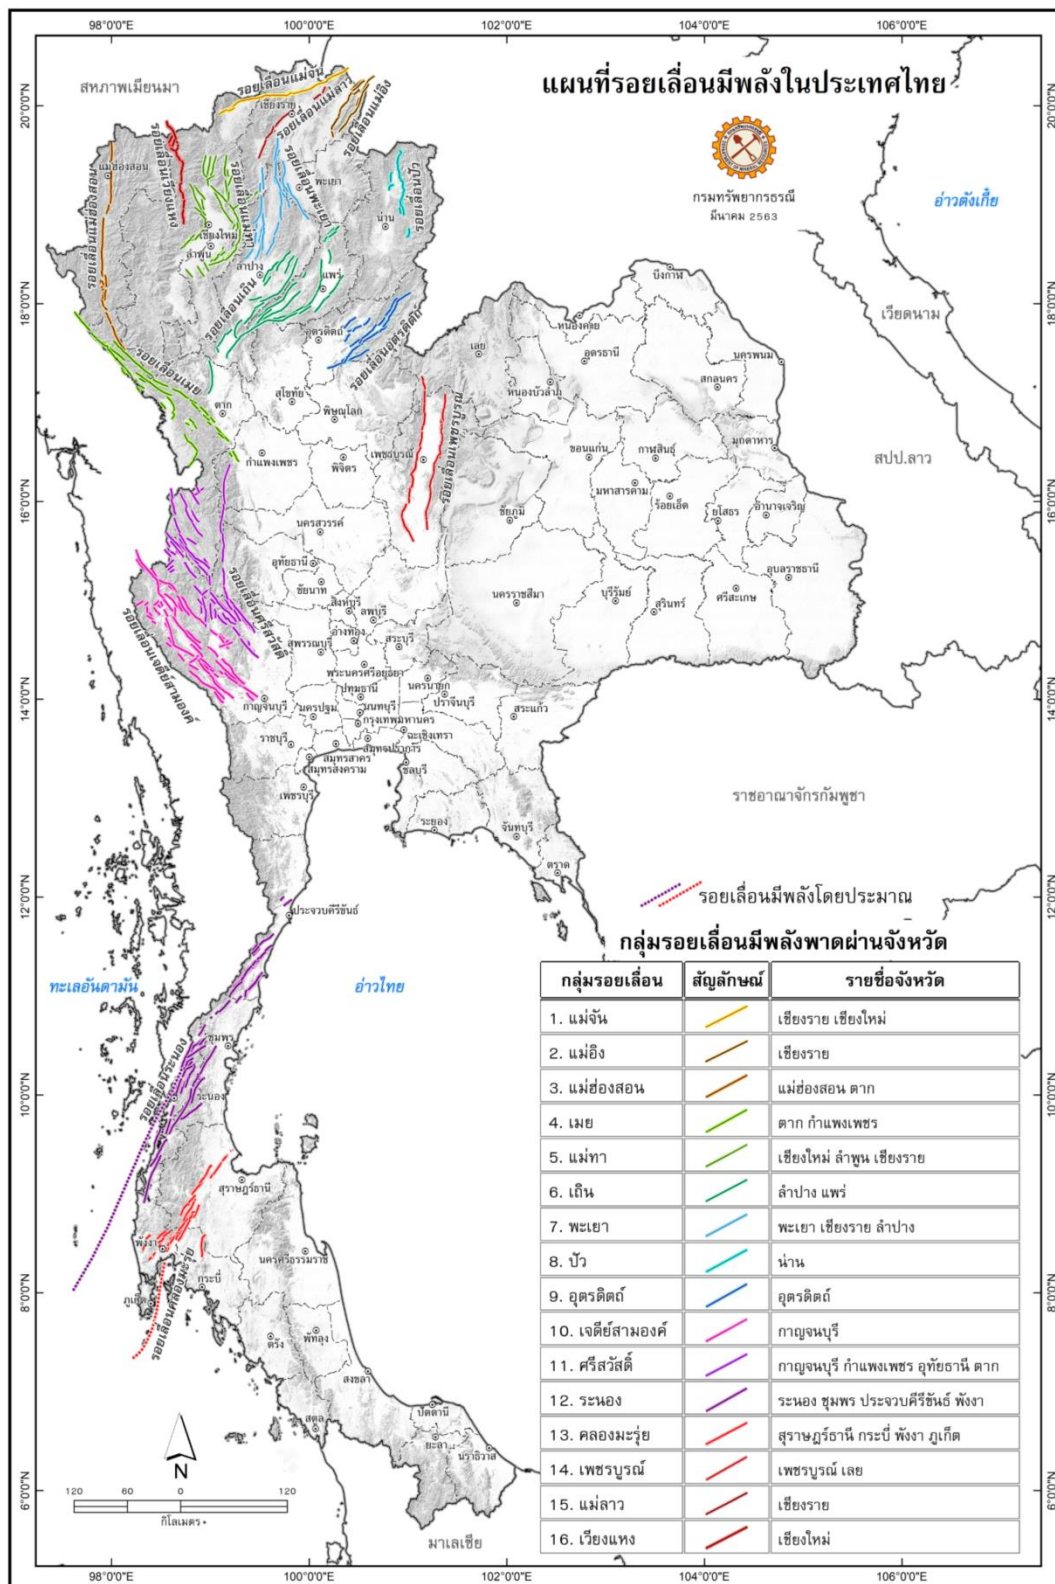 98°0'0"E 100°0'0"E 102°0'0"E 104°0'0"E 106°0'0"E
แผนที่รอยเลื่อนมีพลังในประเทศไทย
กรมทรัพยากรธรณี
มีนาคม 2563
สหภาพเมียนมา
อ่าวตังเกี๋ย
เวียดนาม
สปป.ลาว
ราชอาณาจักรกัมพูชา
มาเลเซีย
ทะเลอันดามัน
อ่าวไทย
20°0'0"N
18°0'0"N
16°0'0"N
14°0'0"N
12°0'0"N
10°0'0"N
8°0'0"N
6°0'0"N
20°0'0"N
18°0'0"N
16°0'0"N
14°0'0"N
12°0'0"N
10°0'0"N
8°0'0"N
6°0'0"N
รอยเลื่อนแม่จัน
เชียงราย
รอยเลื่อนแม่ลาว
รอยเลื่อนแม่อิง
แม่ฮ่องสอน
รอยเลื่อนแม่ฮ่องสอน
รอยเลื่อนเวียงแหง
รอยเลื่อนแม่ทา
รอยเลื่อนพะเยา
พะเยา
น่าน
รอยเลื่อนปัว
เชียงใหม่
ลำพูน
ลำปาง
แพร่
รอยเลื่อนเถิน
อุตรดิตถ์
รอยเลื่อนอุตรดิตถ์
รอยเลื่อนเมย
ตาก
สุโขทัย
พิษณุโลก
กำแพงเพชร
พิจิตร
เพชรบูรณ์
รอยเลื่อนเพชรบูรณ์
เลย
หนองคาย
บึงกาฬ
อุดรธานี
หนองบัวลำภู
นครพนม
สกลนคร
มุกดาหาร
ขอนแก่น
กาฬสินธุ์
มหาสารคาม
ร้อยเอ็ด
ยโสธร
อำนาจเจริญ
ชัยภูมิ
อุบลราชธานี
นครราชสีมา
บุรีรัมย์
สุรินทร์
ศรีสะเกษ
นครสวรรค์
อุทัยธานี
ชัยนาท
สิงห์บุรี
ลพบุรี
อ่างทอง
สระบุรี
สุพรรณบุรี
พระนครศรีอยุธยา
นครนายก
ปทุมธานี
ปราจีนบุรี
สระแก้ว
กาญจนบุรี
นครปฐม
นนทบุรี
กรุงเทพมหานคร
ฉะเชิงเทรา
ราชบุรี
สมุทรสาคร
สมุทรปราการ
สมุทรสงคราม
ชลบุรี
เพชรบุรี
ระยอง
จันทบุรี
ตราด
รอยเลื่อนศรีสวัสดิ์
รอยเลื่อนเจดีย์สามองค์
ประจวบคีรีขันธ์
ชุมพร
ระนอง
รอยเลื่อนระนอง
สุราษฎร์ธานี
พังงา
กระบี่
ภูเก็ต
รอยเลื่อนคลองมะรุ่ย
นครศรีธรรมราช
ตรัง
พัทลุง
สงขลา
สตูล
ปัตตานี
ยะลา
นราธิวาส
N
120 60 0 120
กิโลเมตร
รอยเลื่อนมีพลังโดยประมาณ
กลุ่มรอยเลื่อนมีพลังพาดผ่านจังหวัด
กลุ่มรอยเลื่อน สัญลักษณ์ รายชื่อจังหวัด
1. แม่จัน เชียงราย เชียงใหม่
2. แม่อิง เชียงราย
3. แม่ฮ่องสอน แม่ฮ่องสอน ตาก
4. เมย ตาก กำแพงเพชร
5. แม่ทา เชียงใหม่ ลำพูน เชียงราย
6. เถิน ลำปาง แพร่
7. พะเยา พะเยา เชียงราย ลำปาง
8. ปัว น่าน
9. อุตรดิตถ์ อุตรดิตถ์
10. เจดีย์สามองค์ กาญจนบุรี
11. ศรีสวัสดิ์ กาญจนบุรี กำแพงเพชร อุทัยธานี ตาก
12. ระนอง ระนอง ชุมพร ประจวบคีรีขันธ์ พังงา
13. คลองมะรุ่ย สุราษฎร์ธานี กระบี่ พังงา ภูเก็ต
14. เพชรบูรณ์ เพชรบูรณ์ เลย
15. แม่ลาว เชียงราย
16. เวียงแหง เชียงใหม่
98°0'0"E 100°0'0"E 102°0'0"E 104°0'0"E 106°0'0"E